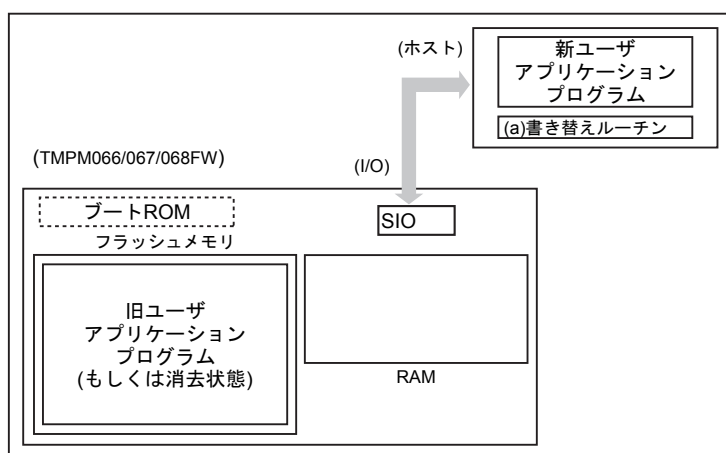 (ホスト)
新ユーザ
アプリケーション
プログラム
(a)書き替えルーチン
(TMPM066/067/068FW)
(I/O)
ブートROM
SIO
フラッシュメモリ
旧ユーザ
アプリケーション
プログラム
(もしくは消去状態)
RAM